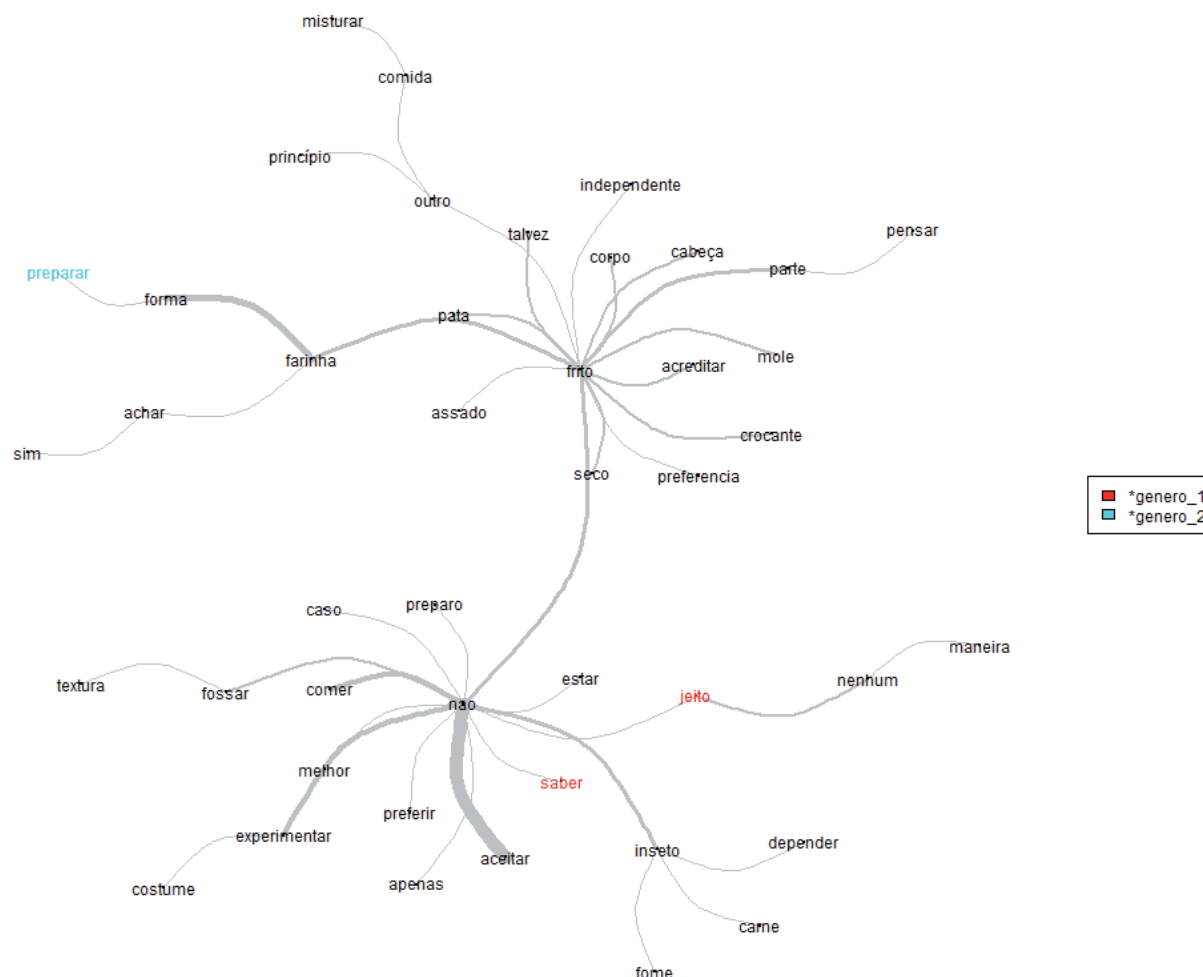 misturar
comida
princípio
independente
outro
talvez
pensar
corpo
cabeça
parte
preparar
forma
pata
farinha
mole
frito
acreditar
achar
assado
crocante
sim
seco
preferencia
*genero_1
*genero_2
caso
preparo
maneira
textura
fossar
comer
estar
nenhum
jeito
não
melhor
saber
preferir
experimentar
depender
inseto
aceitar
costume
apenas
carne
fome